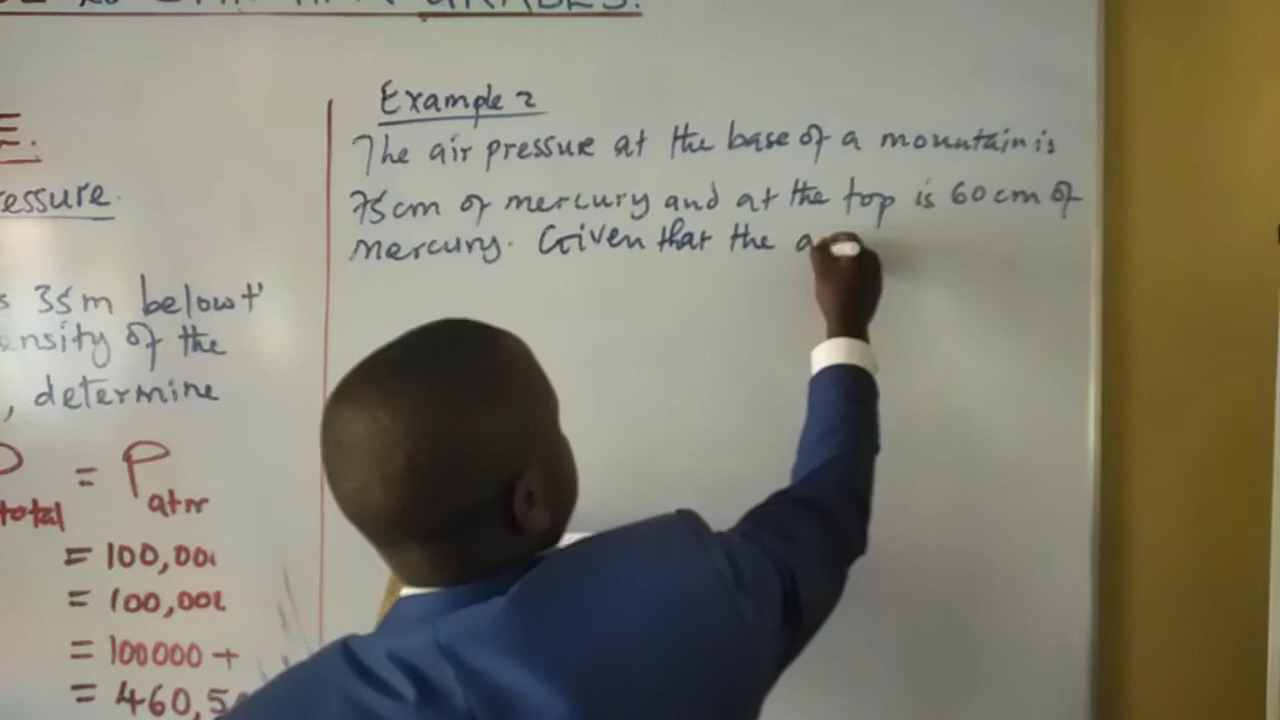 E.
essure.
s 35m below t
ensity of the
, determine
P total = P atm
= 100,00
= 100,00
= 100000 +
= 460,5
Example 2
The air pressure at the base of a mountain is
75cm of mercury and at the top is 60cm of
mercury. Given that the a